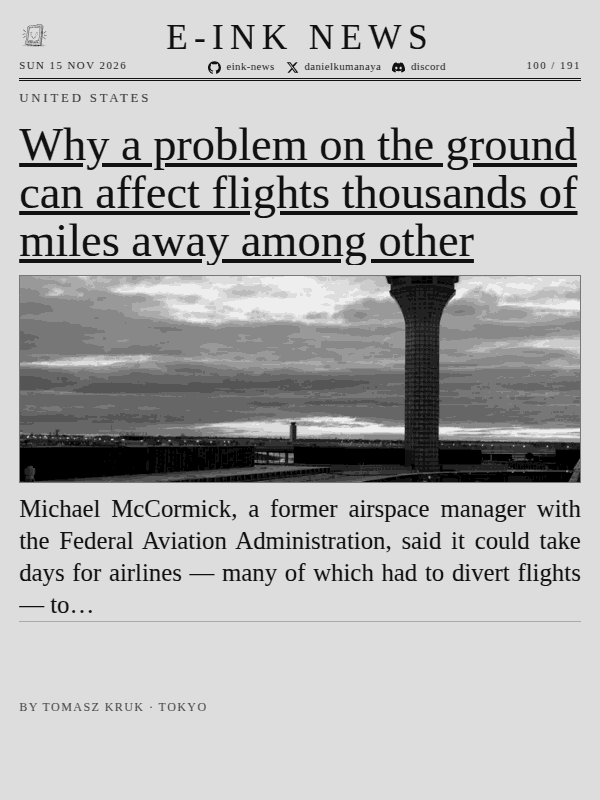 E-INK NEWS
SUN 15 NOV 2026
eink-news
danielkumanaya
discord
100 / 191
UNITED STATES
Why a problem on the ground
can affect flights thousands of
miles away among other
Michael McCormick, a former airspace manager with
the Federal Aviation Administration, said it could take
days for airlines — many of which had to divert flights
— to…
BY TOMASZ KRUK · TOKYO